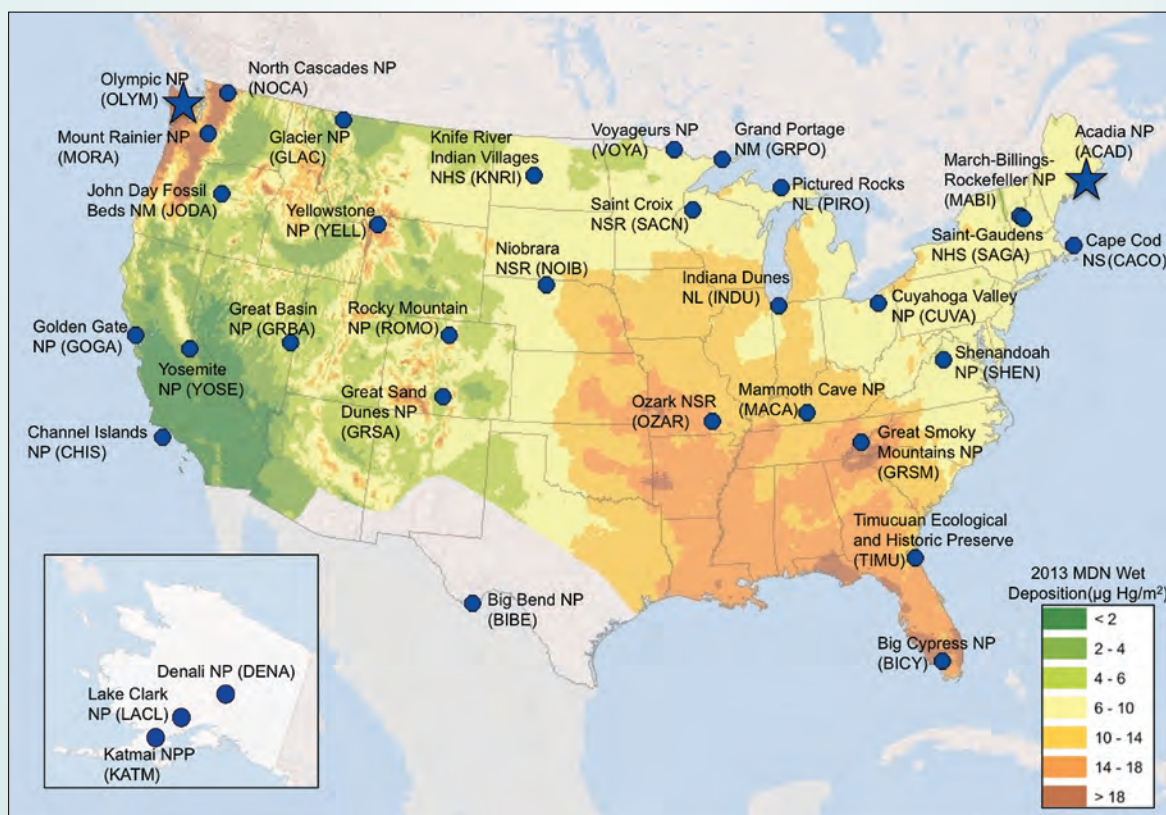 Olympic NP
(OLYM)
North Cascades NP
(NOCA)
Mount Rainier NP
(MORA)
Glacier NP
(GLAC)
Knife River
Indian Villages
NHS (KNRI)
Voyageurs NP
(VOYA)
Grand Portage
NM (GRPO)
Acadia NP
(ACAD)
March-Billings-
Rockefeller NP
(MABI)
John Day Fossil
Beds NM (JODA)
Yellowstone
NP (YELL)
Saint Croix
NSR (SACN)
Pictured Rocks
NL (PIRO)
Saint-Gaudens
NHS (SAGA)
Cape Cod
NS(CACO)
Niobrara
NSR (NOIB)
Indiana Dunes
NL (INDU)
Cuyahoga Valley
NP (CUVA)
Golden Gate
NP (GOGA)
Great Basin
NP (GRBA)
Rocky Mountain
NP (ROMO)
Yosemite
NP (YOSE)
Shenandoah
NP (SHEN)
Great Sand
Dunes NP
(GRSA)
Ozark NSR
(OZAR)
Mammoth Cave NP
(MACA)
Channel Islands
NP (CHIS)
Great Smoky
Mountains NP
(GRSM)
Timucuan Ecological
and Historic Preserve
(TIMU)
Big Bend NP
(BIBE)
Big Cypress NP
(BICY)
Denali NP (DENA)
Lake Clark
NP (LACL)
Katmai NPP
(KATM)
2013 MDN Wet
Deposition(µg Hg/m²)
< 2
2 - 4
4 - 6
6 - 10
10 - 14
14 - 18
> 18